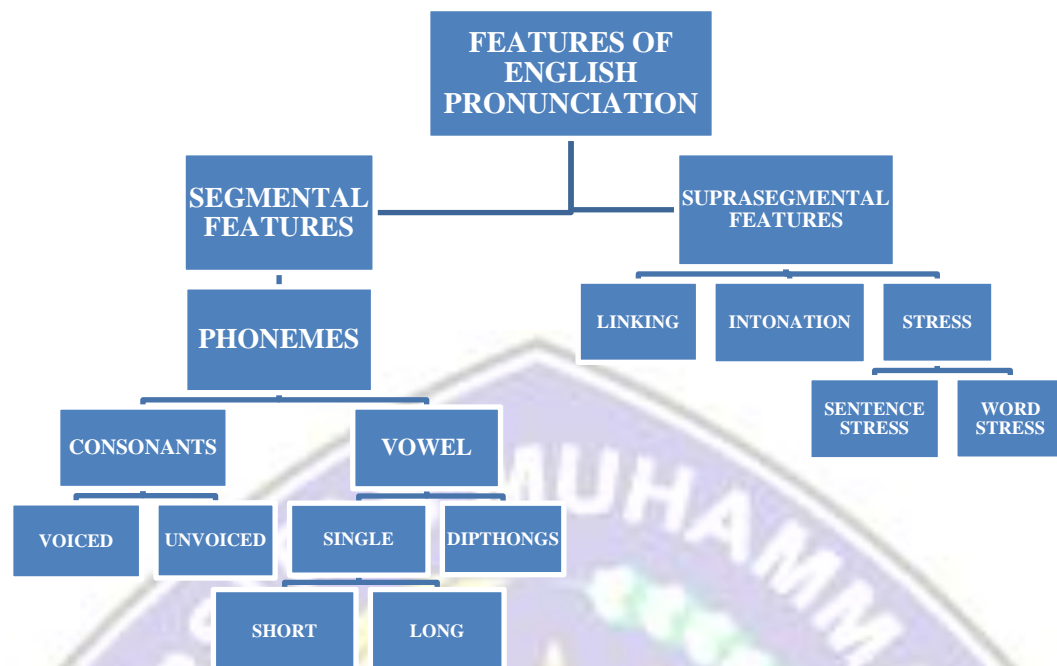 FEATURES OF
ENGLISH
PRONUNCIATION
SEGMENTAL
FEATURES
SUPRASEGMENTAL
FEATURES
PHONEMES
LINKING
INTONATION
STRESS
SENTENCE
STRESS
WORD
STRESS
CONSONANTS
VOWEL
VOICED
UNVOICED
SINGLE
DIPTHONGS
SHORT
LONG
MUHAMM